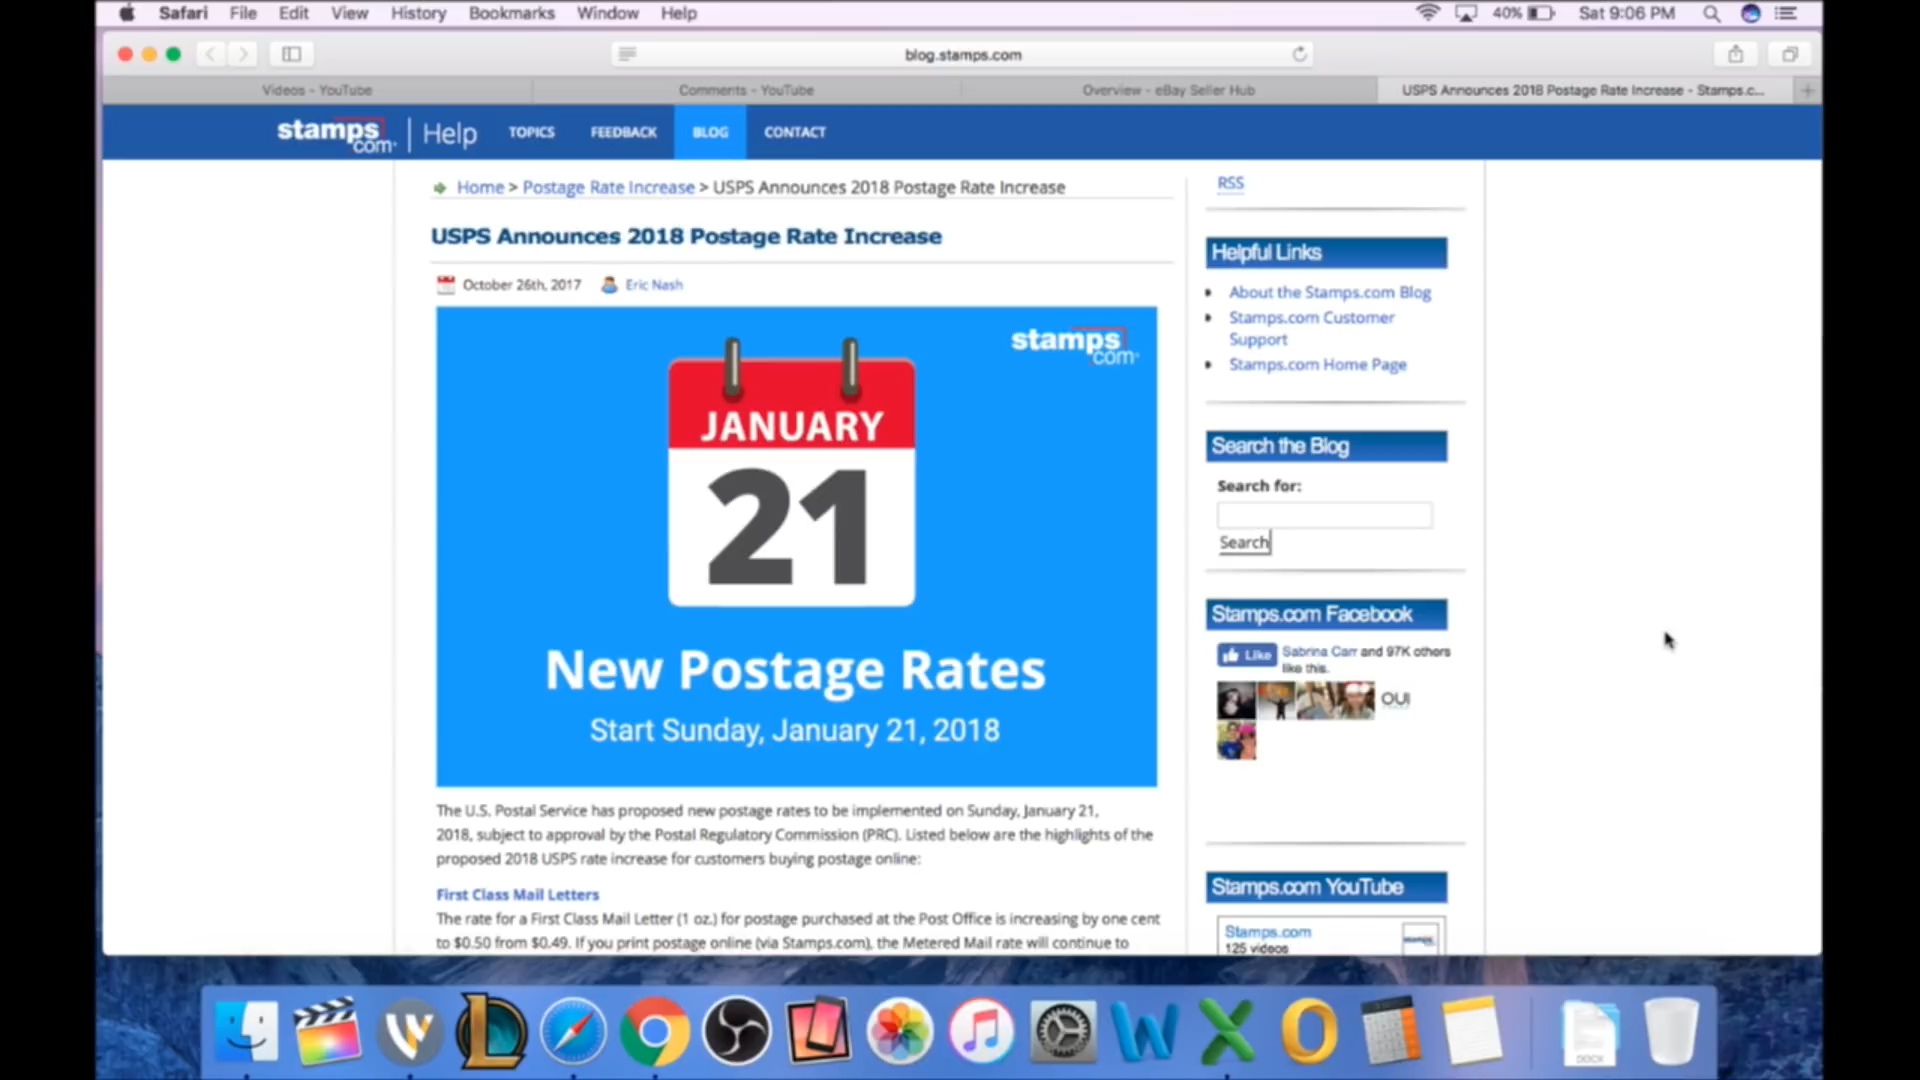 Safari File Edit View History Bookmarks Window Help 40% Sat 9:06 PM
blog.stamps.com
Videos - YouTube Comments - YouTube Overview - eBay Seller Hub USPS Announces 2018 Postage Rate Increase - Stamps.c...
stamps.com Help TOPICS FEEDBACK BLOG CONTACT
Home > Postage Rate Increase > USPS Announces 2018 Postage Rate Increase
USPS Announces 2018 Postage Rate Increase
October 26th, 2017 Eric Nash
stamps.com
JANUARY
21
New Postage Rates
Start Sunday, January 21, 2018
The U.S. Postal Service has proposed new postage rates to be implemented on Sunday, January 21,
2018, subject to approval by the Postal Regulatory Commission (PRC). Listed below are the highlights of the
proposed 2018 USPS rate increase for customers buying postage online:
First Class Mail Letters
The rate for a First Class Mail Letter (1 oz.) for postage purchased at the Post Office is increasing by one cent
to $0.50 from $0.49. If you print postage online (via Stamps.com), the Metered Mail rate will continue to
RSS
Helpful Links
About the Stamps.com Blog
Stamps.com Customer
Support
Stamps.com Home Page
Search the Blog
Search for:
Search
Stamps.com Facebook
Like Sabrina Carr and 97K others
like this.
OUI
Stamps.com YouTube
Stamps.com
125 videos
DOCX